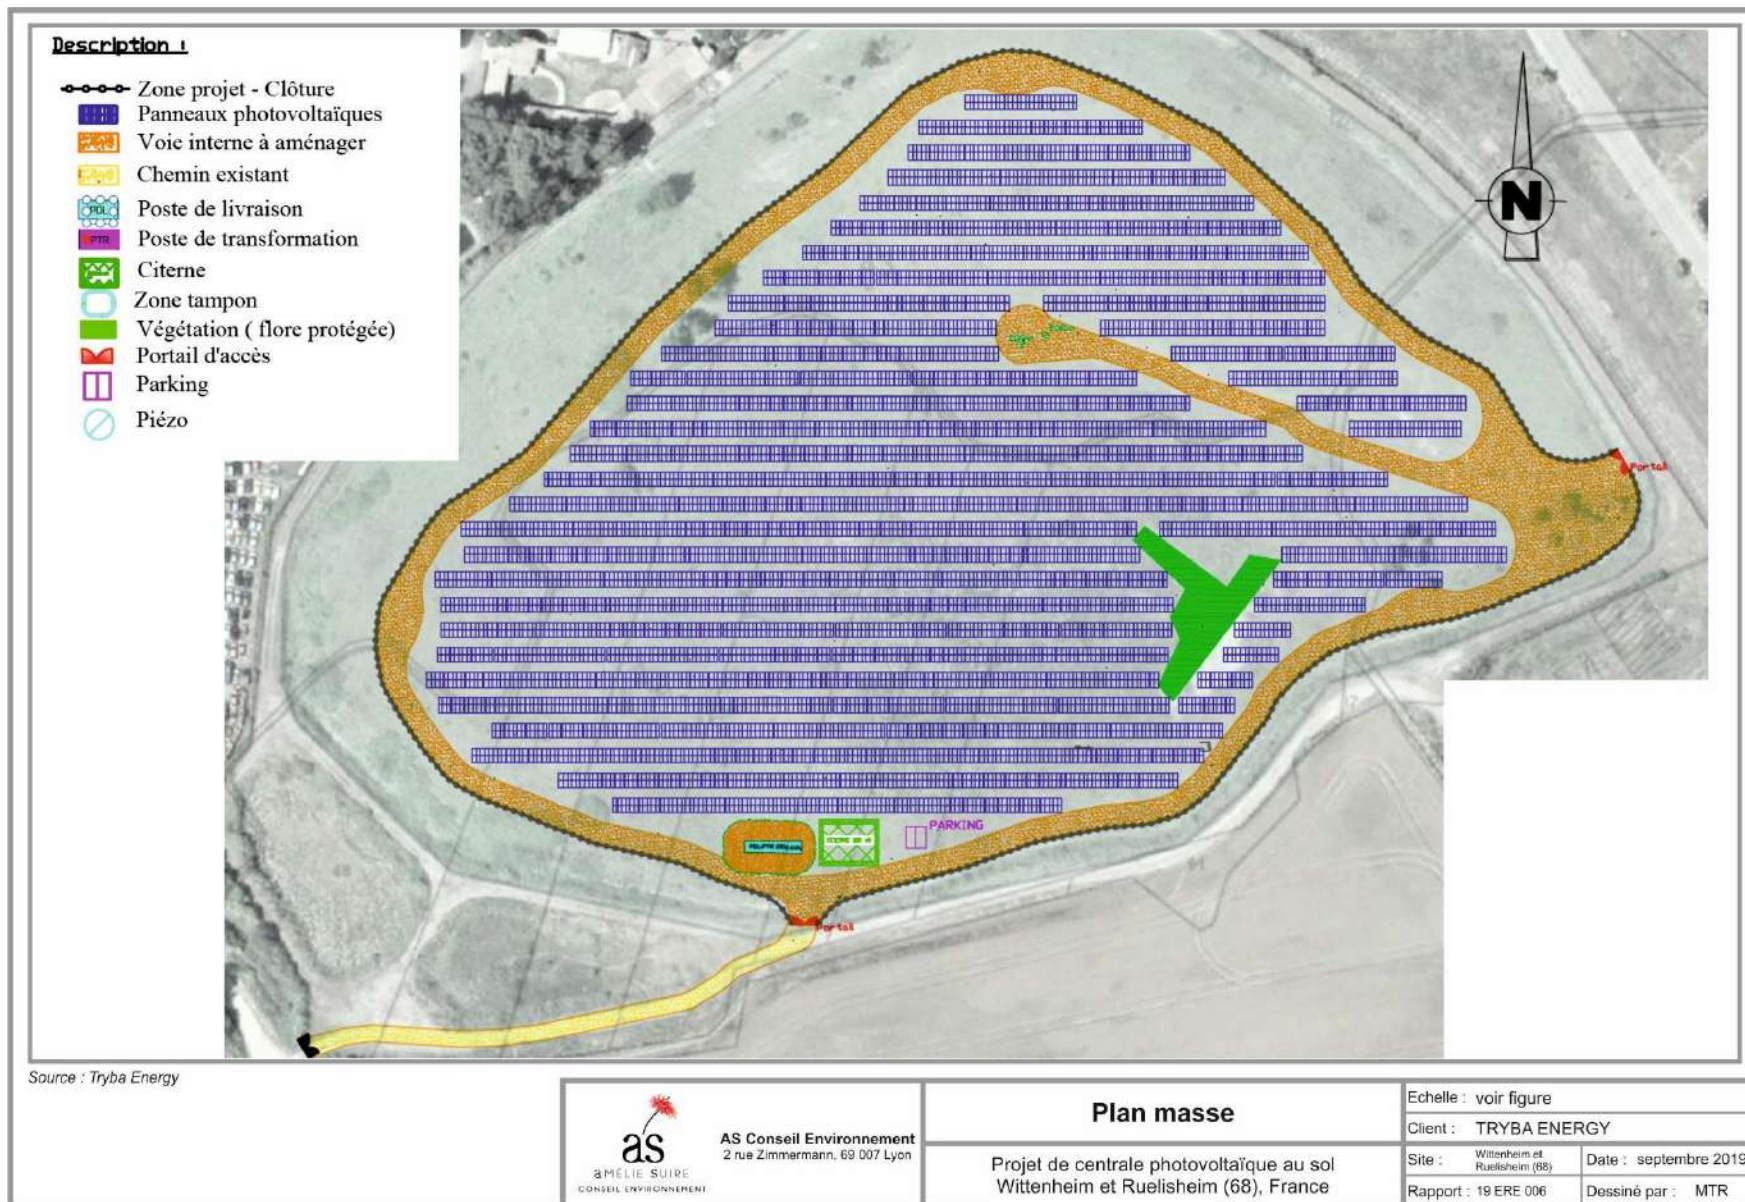 Description :
Zone projet - Clôture
Panneaux photovoltaïques
Voie interne à aménager
Chemin existant
PDL
Poste de livraison
PTR
Poste de transformation
Citerne
Zone tampon
Végétation ( flore protégée)
Portail d'accès
Parking
Piézo
N
Portail
PARKING
Portail
Source : Tryba Energy
as
AMÉLIE SUIRE
CONSEIL ENVIRONNEMENT
AS Conseil Environnement
2 rue Zimmermann, 69 007 Lyon
Plan masse
Projet de centrale photovoltaïque au sol
Wittenheim et Ruelisheim (68), France
Echelle : voir figure
Client : TRYBA ENERGY
Site : Wittenheim et
Ruelisheim (68)
Date : septembre 2019
Rapport : 19 ERE 006
Dessiné par : MTR